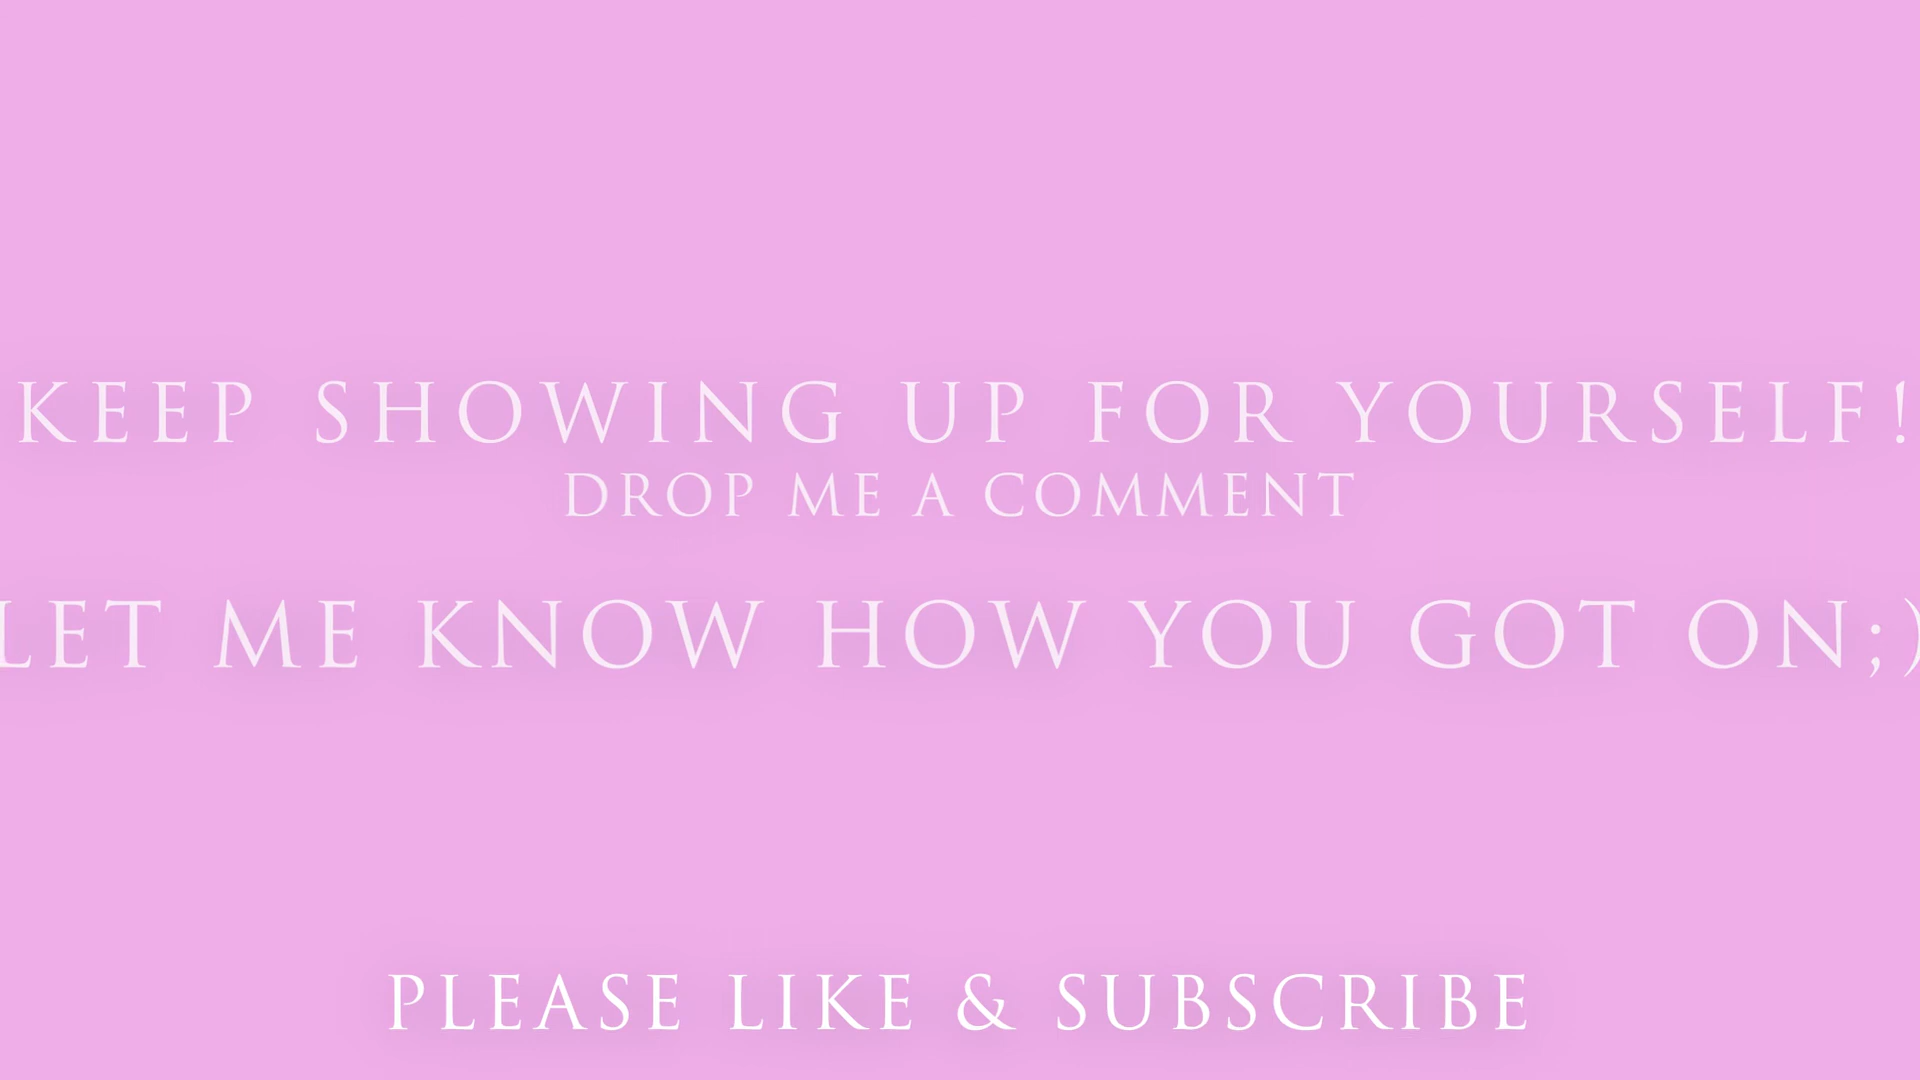 KEEP SHOWING UP FOR YOURSELF!
DROP ME A COMMENT
LET ME KNOW HOW YOU GOT ON;)
PLEASE LIKE & SUBSCRIBE